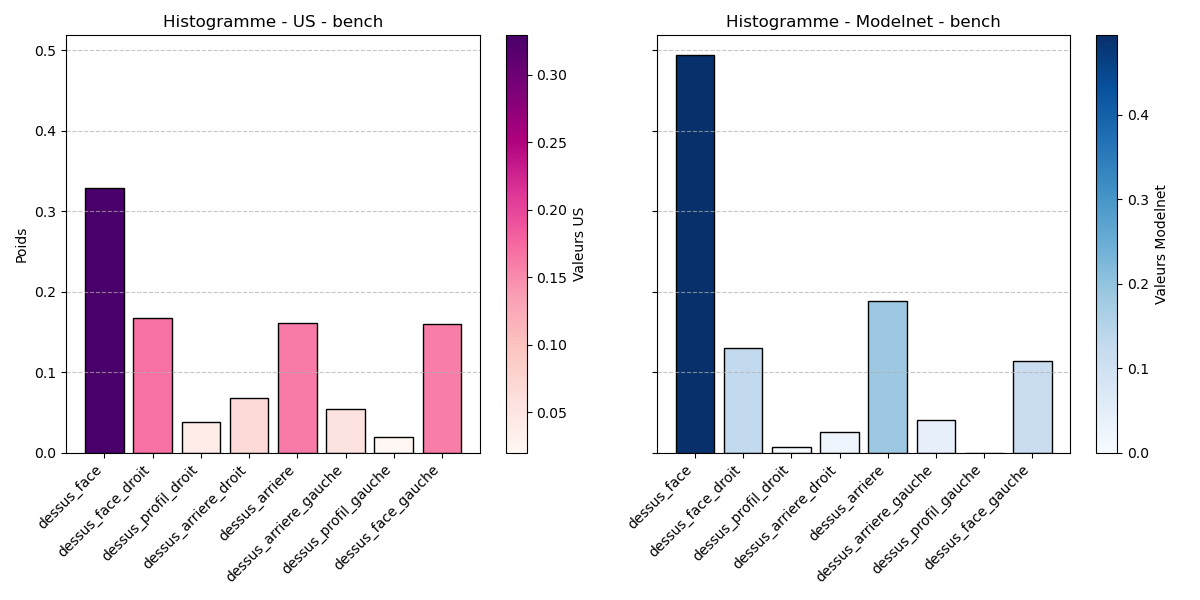 Histogramme - US - bench
Poids
0.5
0.4
0.3
0.2
0.1
0.0
dessus_face
dessus_face_droit
dessus_profil_droit
dessus_arriere_droit
dessus_arriere
dessus_arriere_gauche
dessus_profil_gauche
dessus_face_gauche
0.30
0.25
0.20
0.15
0.10
0.05
Valeurs US
Histogramme - Modelnet - bench
dessus_face
dessus_face_droit
dessus_profil_droit
dessus_arriere_droit
dessus_arriere
dessus_arriere_gauche
dessus_profil_gauche
dessus_face_gauche
0.4
0.3
0.2
0.1
0.0
Valeurs Modelnet